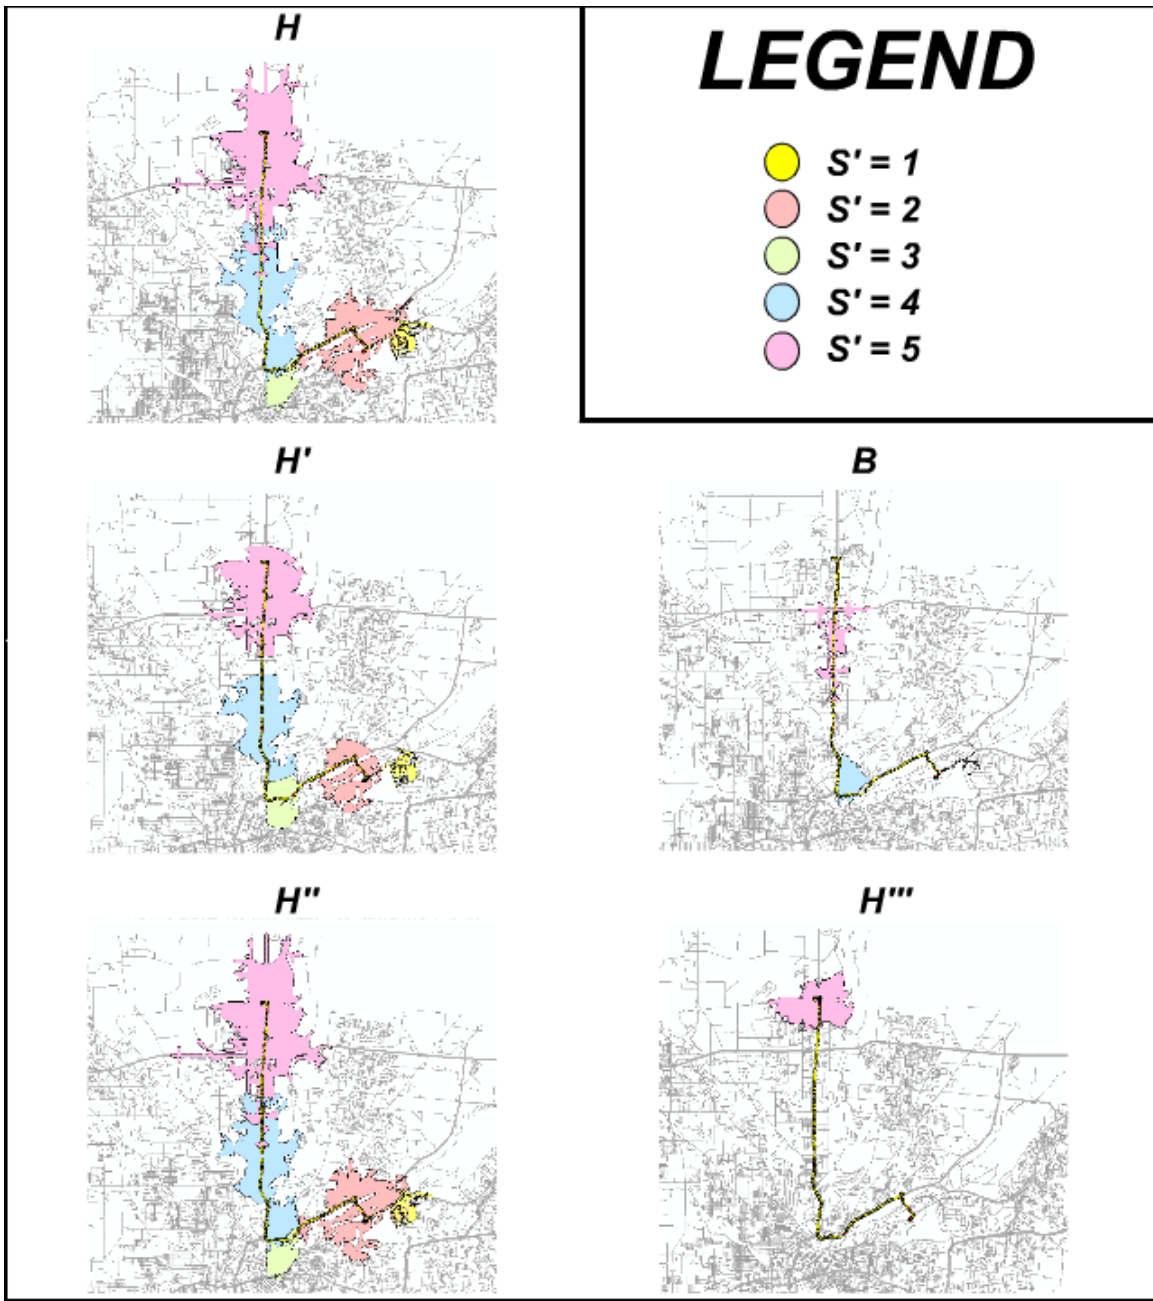 H
LEGEND
S' = 1
S' = 2
S' = 3
S' = 4
S' = 5
H'
B
H"
H'"